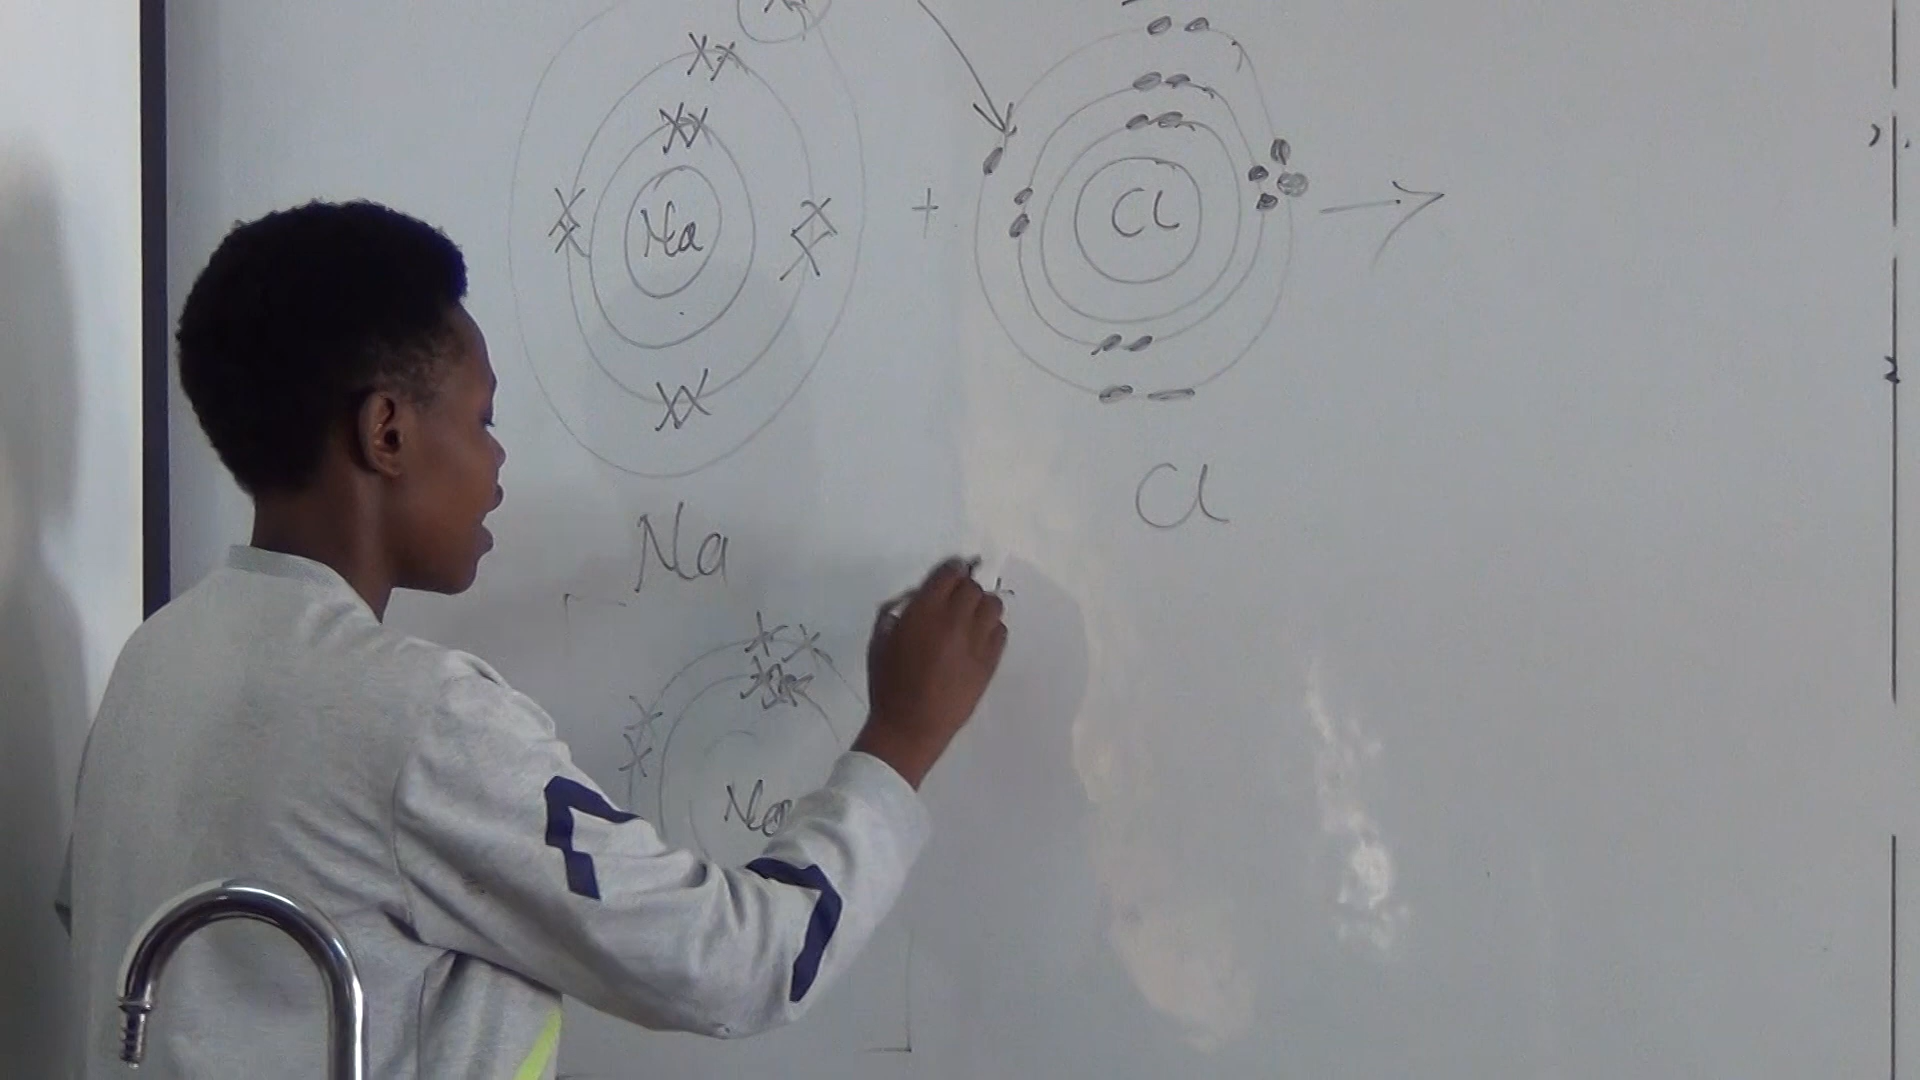 Na + Cl →
Na Cl
+
Na